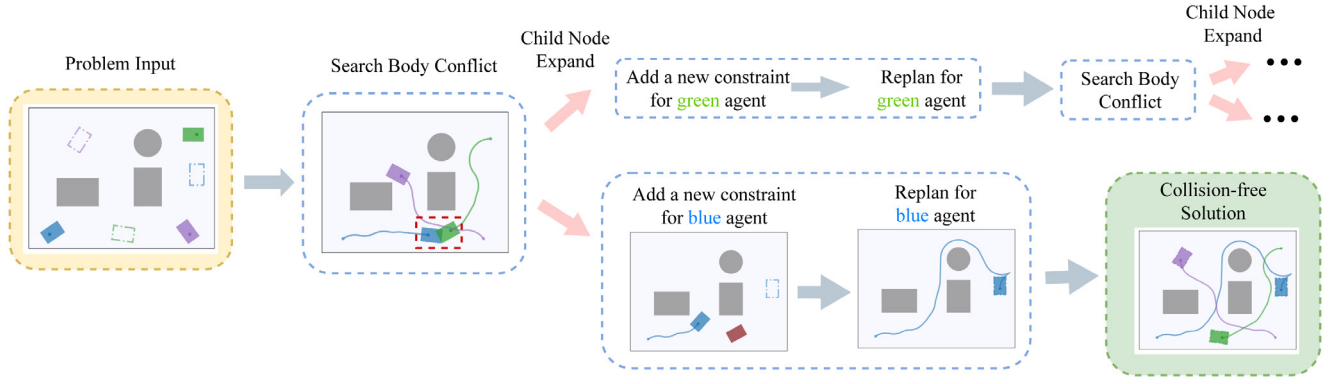 Problem Input
Search Body Conflict
Child Node
Expand
Add a new constraint
for green agent
Replan for
green agent
Search Body
Conflict
Child Node
Expand
•••
•••
Add a new constraint
for blue agent
Replan for
blue agent
Collision-free
Solution